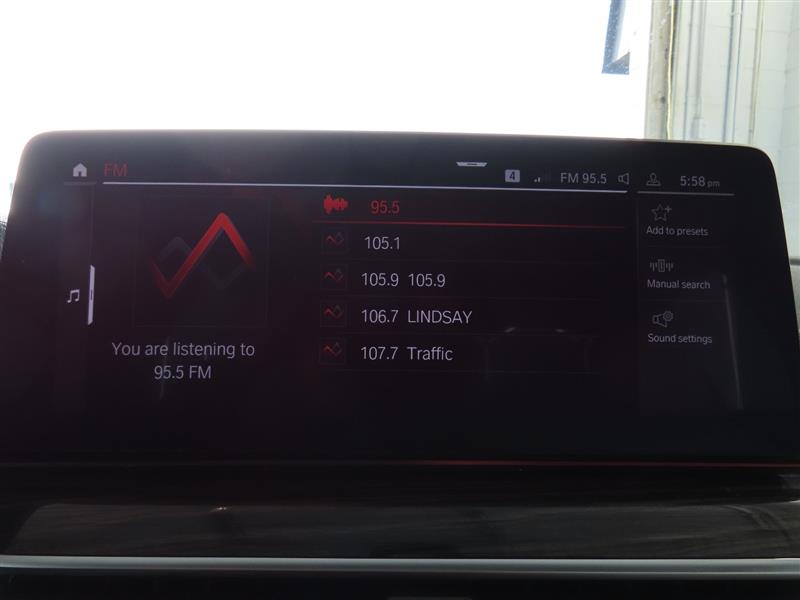 FM
4 FM 95.5 5:58 pm
95.5
105.1
105.9 105.9
106.7 LINDSAY
107.7 Traffic
You are listening to
95.5 FM
Add to presets
Manual search
Sound settings